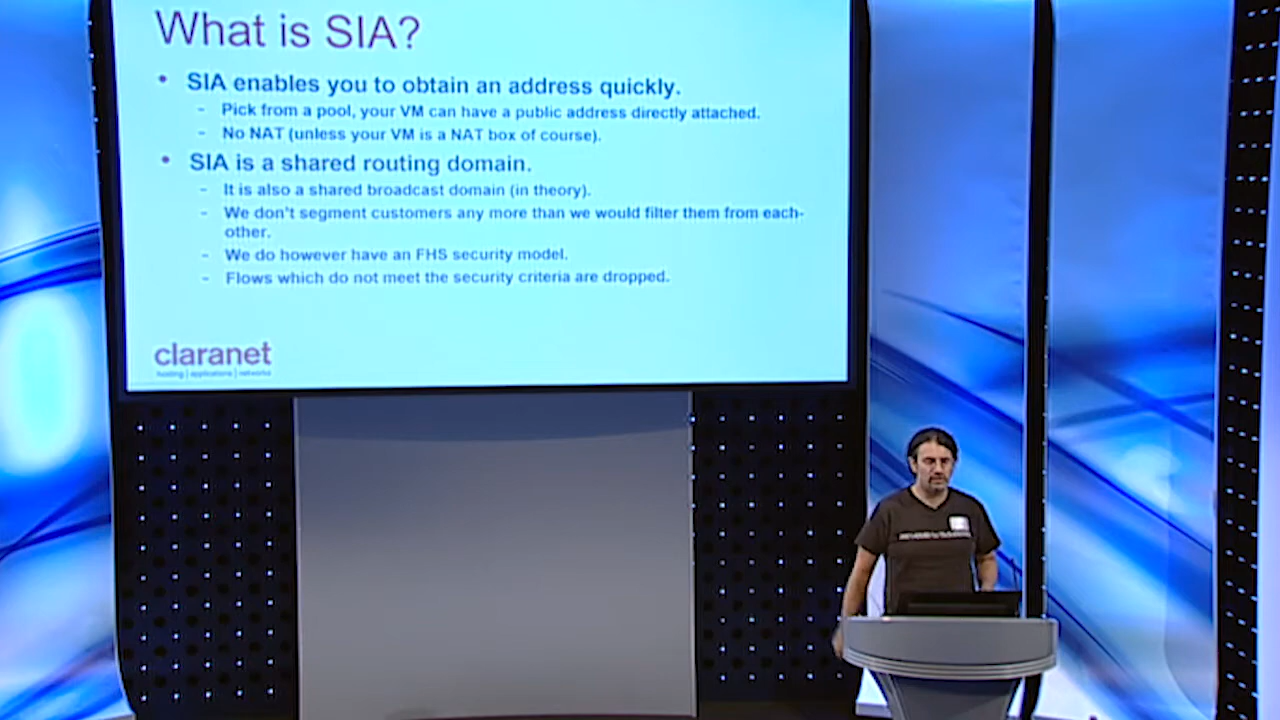 What is SIA?
• SIA enables you to obtain an address quickly.
- Pick from a pool, your VM can have a public address directly attached.
- No NAT (unless your VM is a NAT box of course).
• SIA is a shared routing domain.
- It is also a shared broadcast domain (in theory).
- We don't segment customers any more than we would filter them from each-
other.
- We do however have an FHS security model.
- Flows which do not meet the security criteria are dropped.
claranet
hosting | applications | networks